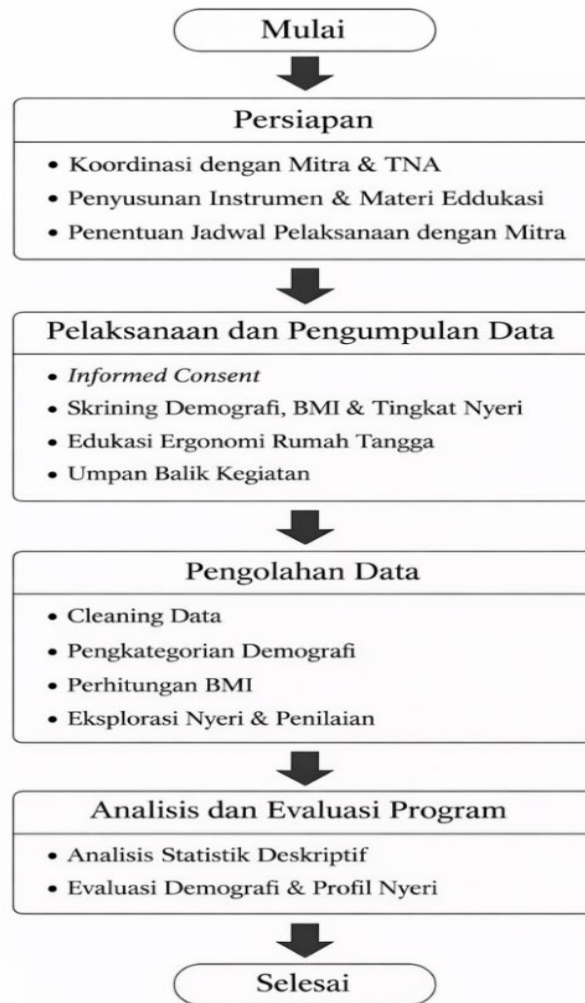 Mulai
Persiapan
• Koordinasi dengan Mitra & TNA
• Penyusunan Instrumen & Materi Eddukasi
• Penentuan Jadwal Pelaksanaan dengan Mitra
Pelaksanaan dan Pengumpulan Data
• Informed Consent
• Skrining Demografi, BMI & Tingkat Nyeri
• Edukasi Ergonomi Rumah Tangga
• Umpan Balik Kegiatan
Pengolahan Data
• Cleaning Data
• Pengkategorian Demografi
• Perhitungan BMI
• Eksplorasi Nyeri & Penilaian
Analisis dan Evaluasi Program
• Analisis Statistik Deskriptif
• Evaluasi Demografi & Profil Nyeri
Selesai